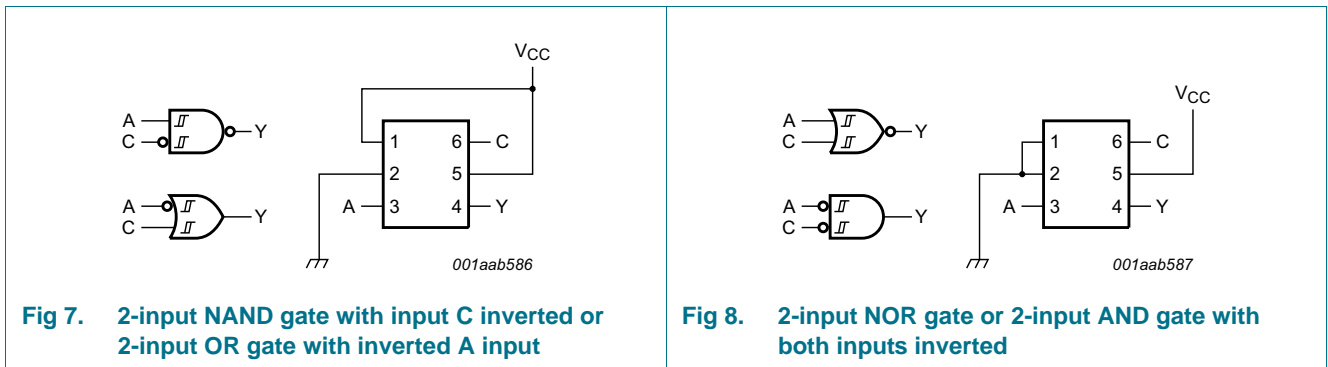 VCC
A
C
Y
A
C
Y
1
2
3
6
5
4
C
Y
A
001aab586
Fig 7. 2-input NAND gate with input C inverted or
2-input OR gate with inverted A input
VCC
A
C
Y
A
C
Y
1
2
3
6
5
4
C
Y
A
001aab587
Fig 8. 2-input NOR gate or 2-input AND gate with
both inputs inverted